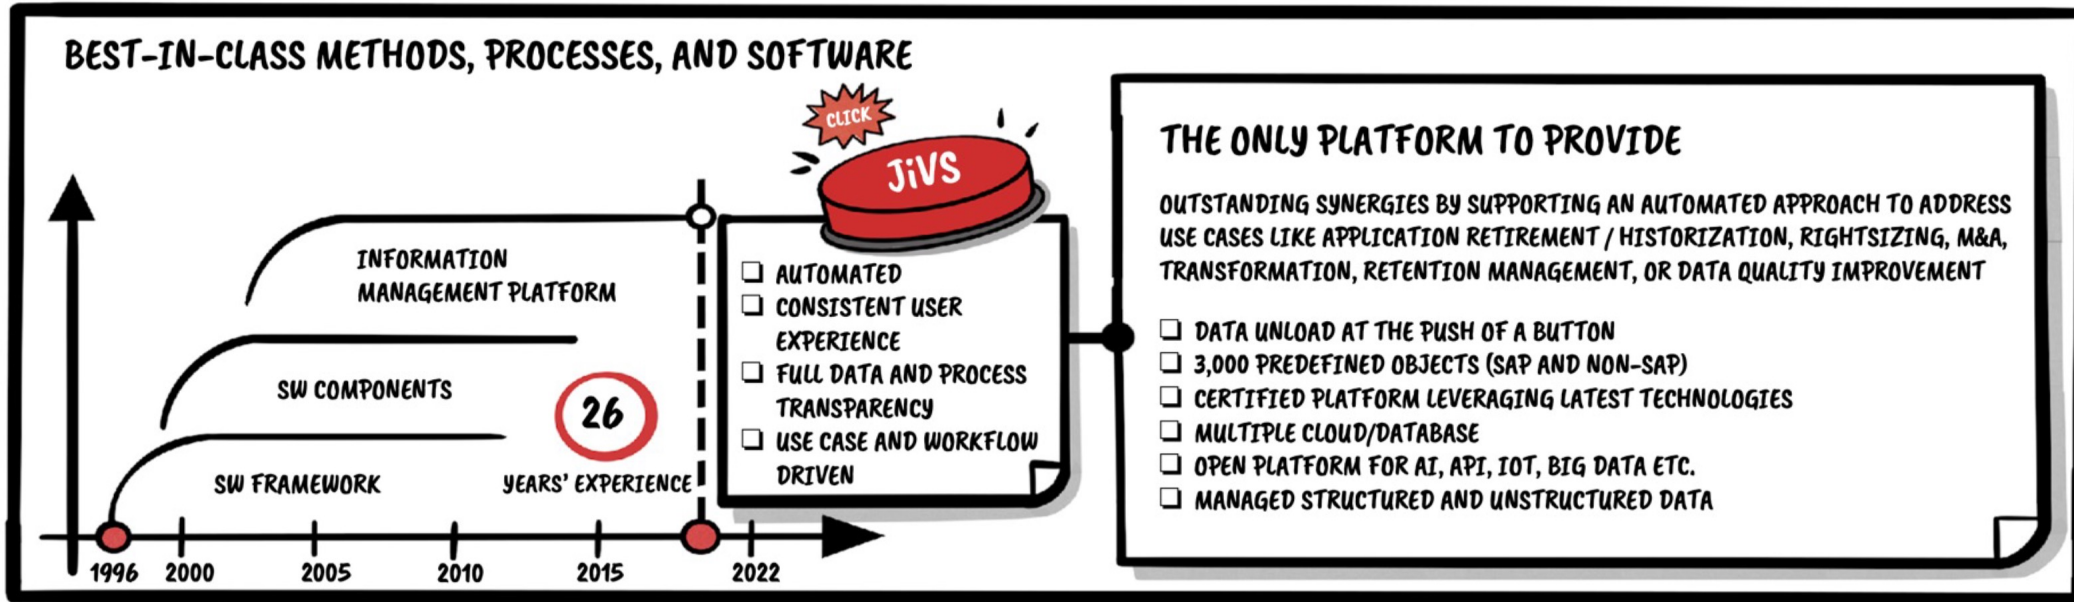 BEST-IN-CLASS METHODS, PROCESSES, AND SOFTWARE
INFORMATION
MANAGEMENT PLATFORM
SW COMPONENTS
SW FRAMEWORK
26
YEARS' EXPERIENCE
1996
2000
2005
2010
2015
2022
CLICK
JiVS
AUTOMATED
CONSISTENT USER
EXPERIENCE
FULL DATA AND PROCESS
TRANSPARENCY
USE CASE AND WORKFLOW
DRIVEN
THE ONLY PLATFORM TO PROVIDE
OUTSTANDING SYNERGIES BY SUPPORTING AN AUTOMATED APPROACH TO ADDRESS
USE CASES LIKE APPLICATION RETIREMENT / HISTORIZATION, RIGHTSIZING, M&A,
TRANSFORMATION, RETENTION MANAGEMENT, OR DATA QUALITY IMPROVEMENT
DATA UNLOAD AT THE PUSH OF A BUTTON
3,000 PREDEFINED OBJECTS (SAP AND NON-SAP)
CERTIFIED PLATFORM LEVERAGING LATEST TECHNOLOGIES
MULTIPLE CLOUD/DATABASE
OPEN PLATFORM FOR AI, API, IOT, BIG DATA ETC.
MANAGED STRUCTURED AND UNSTRUCTURED DATA